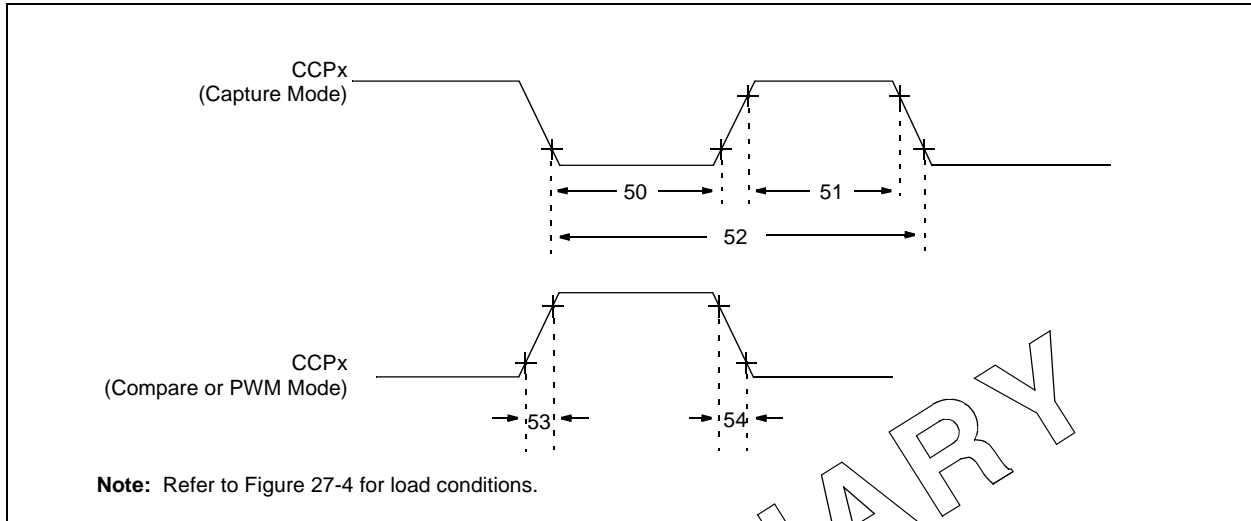 CCPx
(Capture Mode)
50
51
52
CCPx
(Compare or PWM Mode)
53
54
Note: Refer to Figure 27-4 for load conditions.